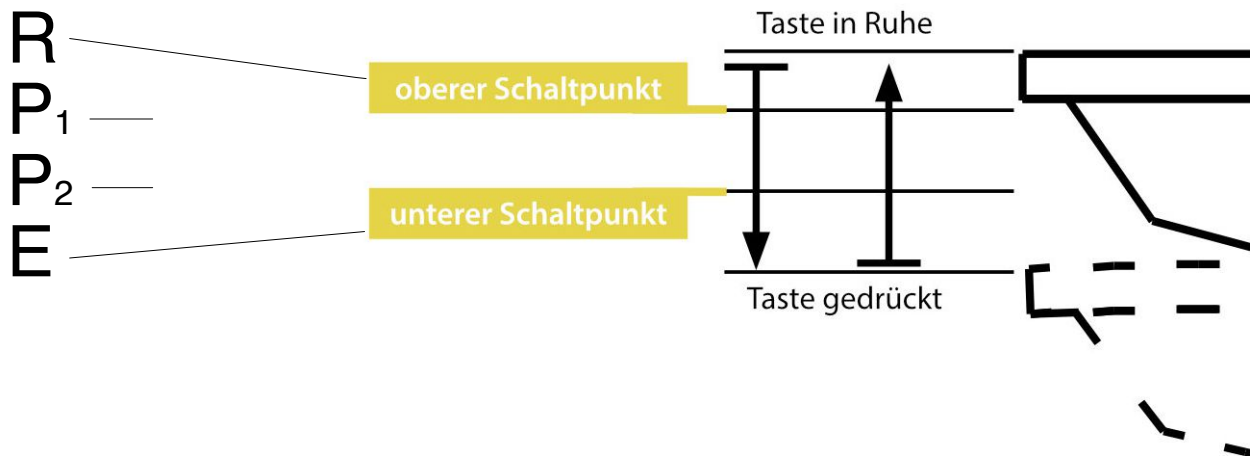 R
P1
P2
E
Taste in Ruhe
oberer Schaltpunkt
unterer Schaltpunkt
Taste gedrückt